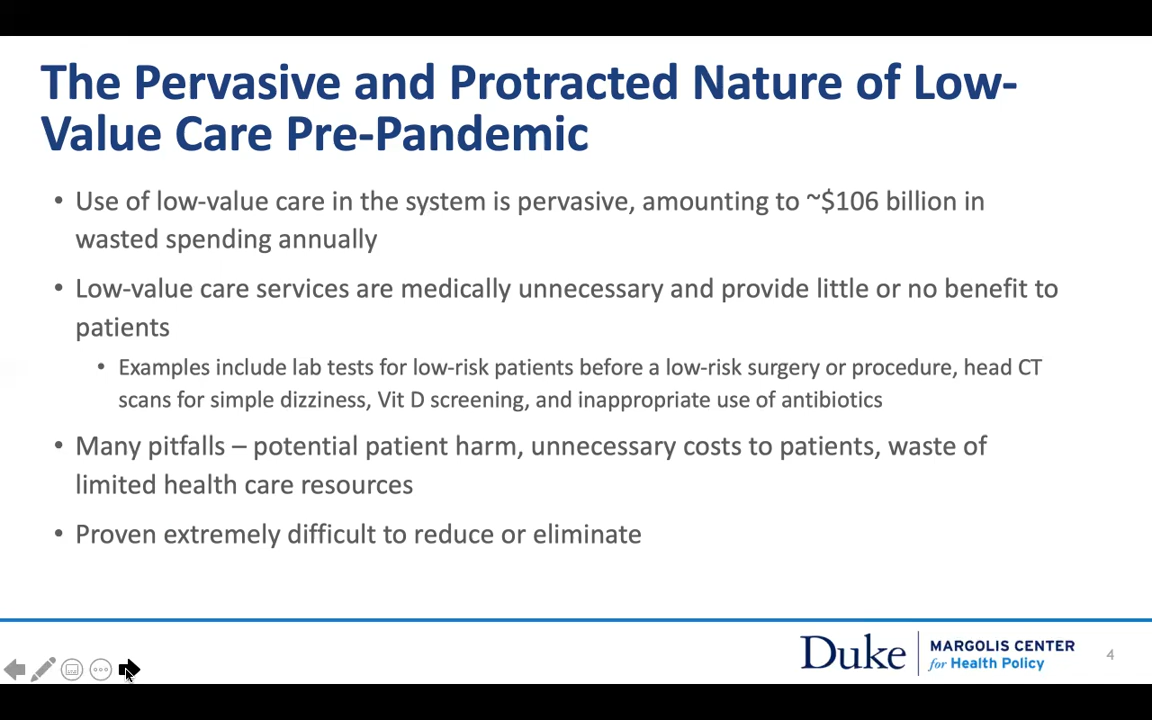 The Pervasive and Protracted Nature of Low-
Value Care Pre-Pandemic
• Use of low-value care in the system is pervasive, amounting to ~$106 billion in
wasted spending annually
• Low-value care services are medically unnecessary and provide little or no benefit to
patients
• Examples include lab tests for low-risk patients before a low-risk surgery or procedure, head CT
scans for simple dizziness, Vit D screening, and inappropriate use of antibiotics
• Many pitfalls – potential patient harm, unnecessary costs to patients, waste of
limited health care resources
• Proven extremely difficult to reduce or eliminate
Duke
MARGOLIS CENTER
for Health Policy
4